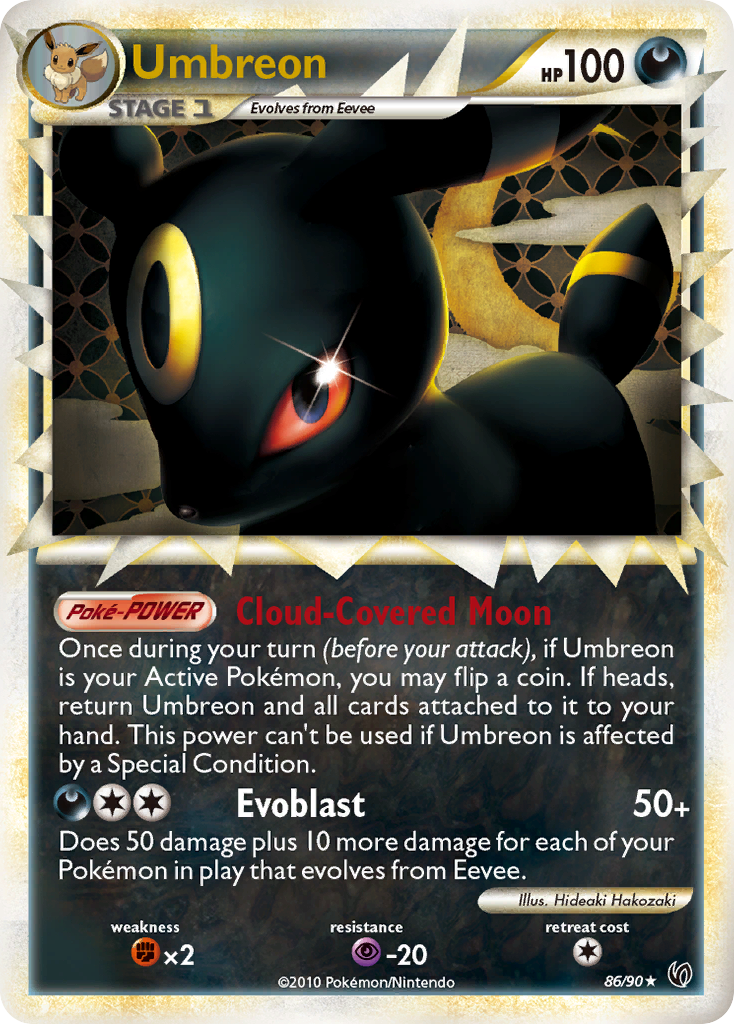 Umbreon
HP100
STAGE 1
Evolves from Eevee
Poké-POWER Cloud-Covered Moon
Once during your turn (before your attack), if Umbreon
is your Active Pokémon, you may flip a coin. If heads,
return Umbreon and all cards attached to it to your
hand. This power can't be used if Umbreon is affected
by a Special Condition.
Evoblast 50+
Does 50 damage plus 10 more damage for each of your
Pokémon in play that evolves from Eevee.
Illus. Hideaki Hakozaki
weakness resistance retreat cost
×2 -20
©2010 Pokémon/Nintendo 86/90★